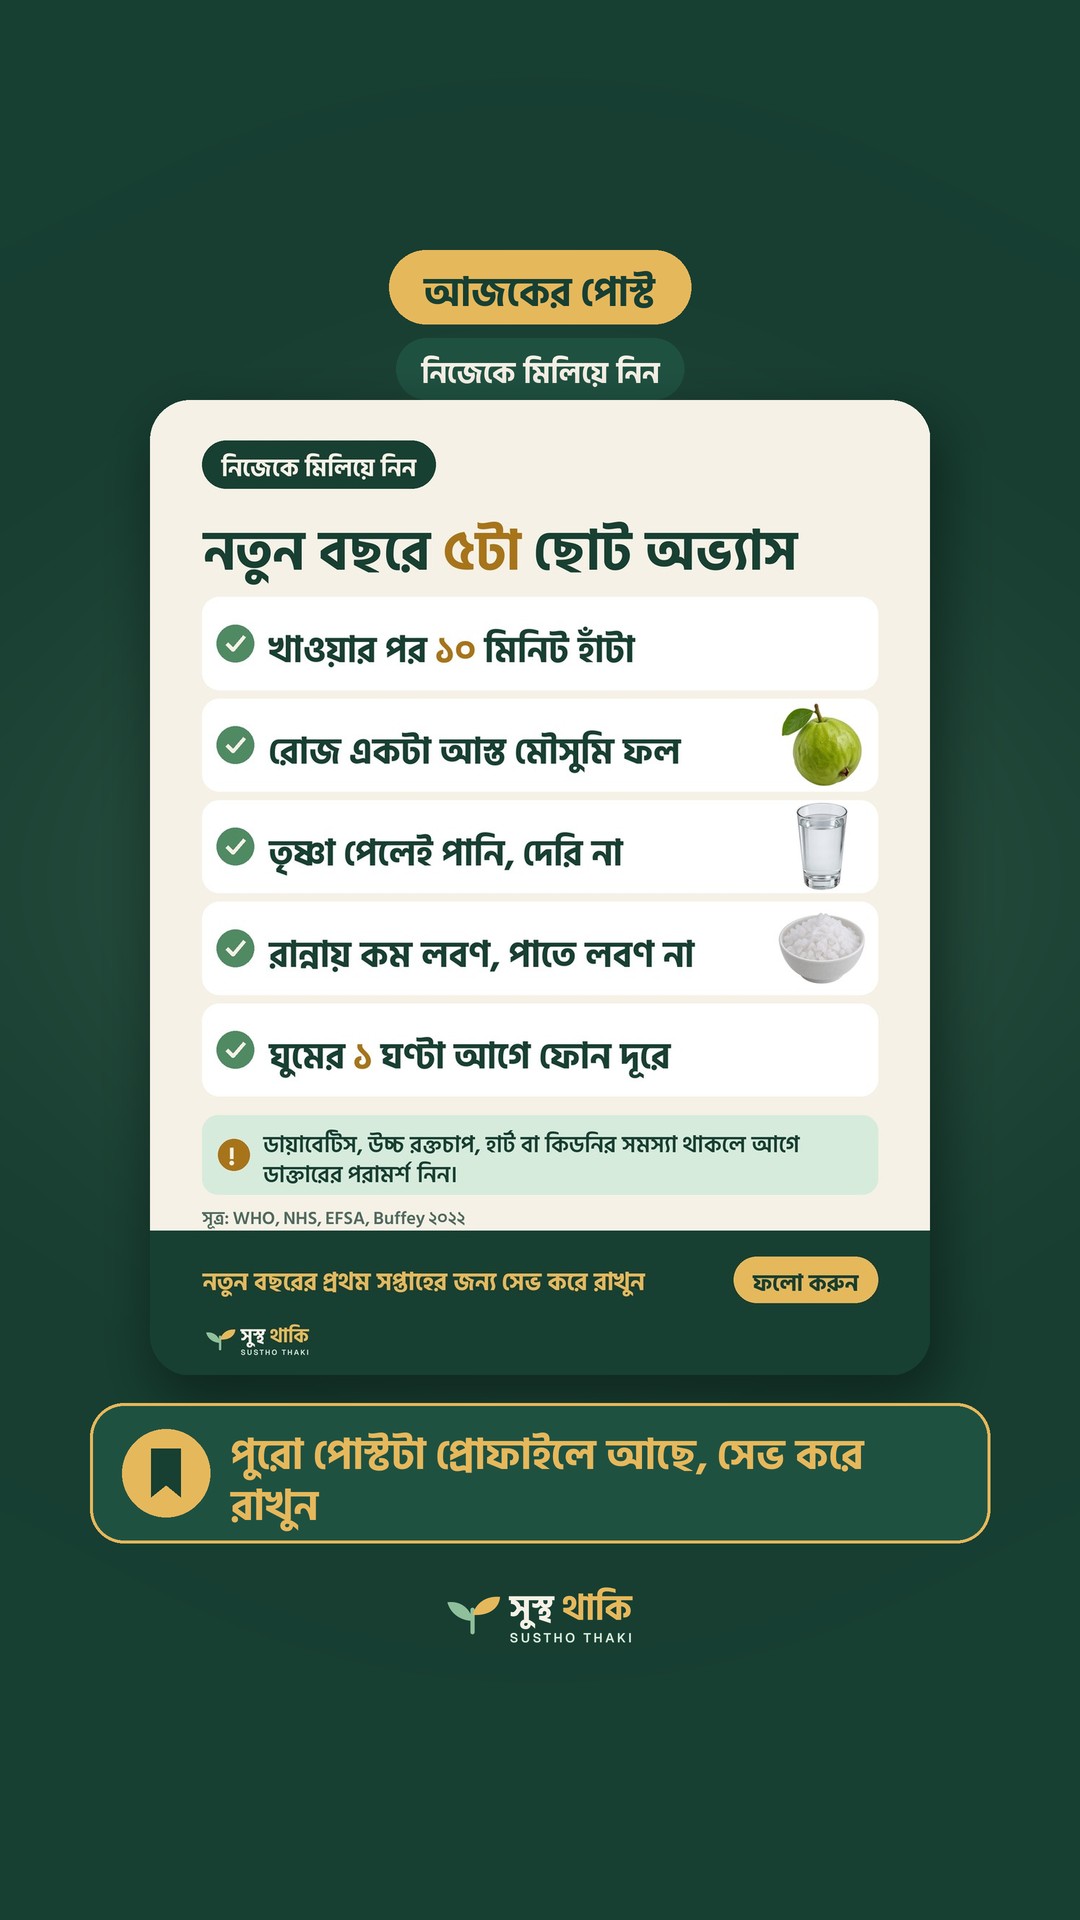 আজকের পোস্ট
নিজেকে মিলিয়ে নিন
নিজেকে মিলিয়ে নিন
নতুন বছরে ৫টা ছোট অভ্যাস
খাওয়ার পর ১০ মিনিট হাঁটা
রোজ একটা আস্ত মৌসুমি ফল
তৃষ্ণা পেলেই পানি, দেরি না
রান্নায় কম লবণ, পাতে লবণ না
ঘুমের ১ ঘণ্টা আগে ফোন দূরে
ডায়াবেটিস, উচ্চ রক্তচাপ, হার্ট বা কিডনির সমস্যা থাকলে আগে
ডাক্তারের পরামর্শ নিন।
সূত্র: WHO, NHS, EFSA, Buffey ২০২২
নতুন বছরের প্রথম সপ্তাহের জন্য সেভ করে রাখুন
ফলো করুন
সুস্থ থাকি
SUSTHO THAKI
পুরো পোস্টটা প্রোফাইলে আছে, সেভ করে
রাখুন
সুস্থ থাকি
SUSTHO THAKI